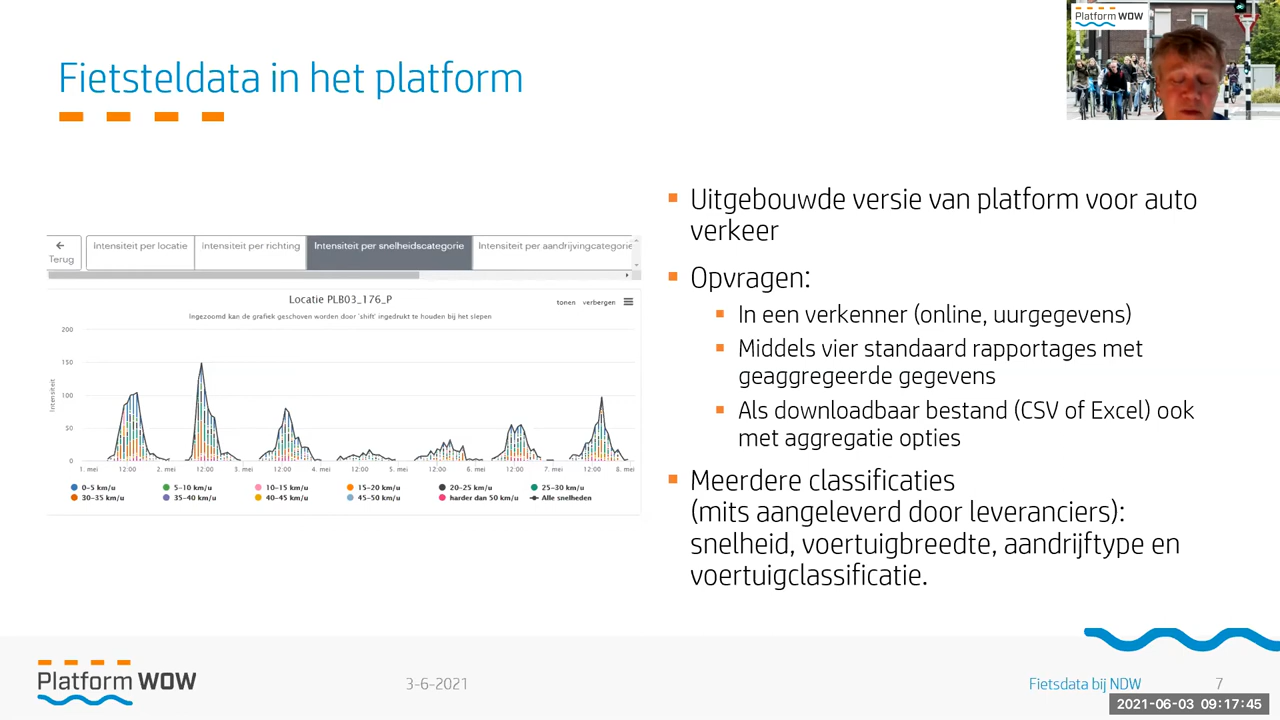 Platform WOW
Fietsteldata in het platform
Terug
Intensiteit per locatie
Intensiteit per richting
Intensiteit per snelheidscategorie
Intensiteit per aandrijvingcategorie
Locatie PLB03_176_P
tonen verbergen
Ingezoomd kan de grafiek geschoven worden door 'shift' ingedrukt te houden bij het slepen
Intensiteit
200
150
100
50
0
1. mei 12:00 2. mei 12:00 3. mei 12:00 4. mei 12:00 5. mei 12:00 6. mei 12:00 7. mei 12:00 8. mei
0-5 km/u 5-10 km/u 10-15 km/u 15-20 km/u 20-25 km/u 25-30 km/u
30-35 km/u 35-40 km/u 40-45 km/u 45-50 km/u harder dan 50 km/u Alle snelheden
Uitgebouwde versie van platform voor auto
verkeer
Opvragen:
In een verkenner (online, uurgegevens)
Middels vier standaard rapportages met
geaggregeerde gegevens
Als downloadbaar bestand (CSV of Excel) ook
met aggregatie opties
Meerdere classificaties
(mits aangeleverd door leveranciers):
snelheid, voertuigbreedte, aandrijftype en
voertuigclassificatie.
Platform WOW
3-6-2021
Fietsdata bij NDW
7
2021-06-03 09:17:45